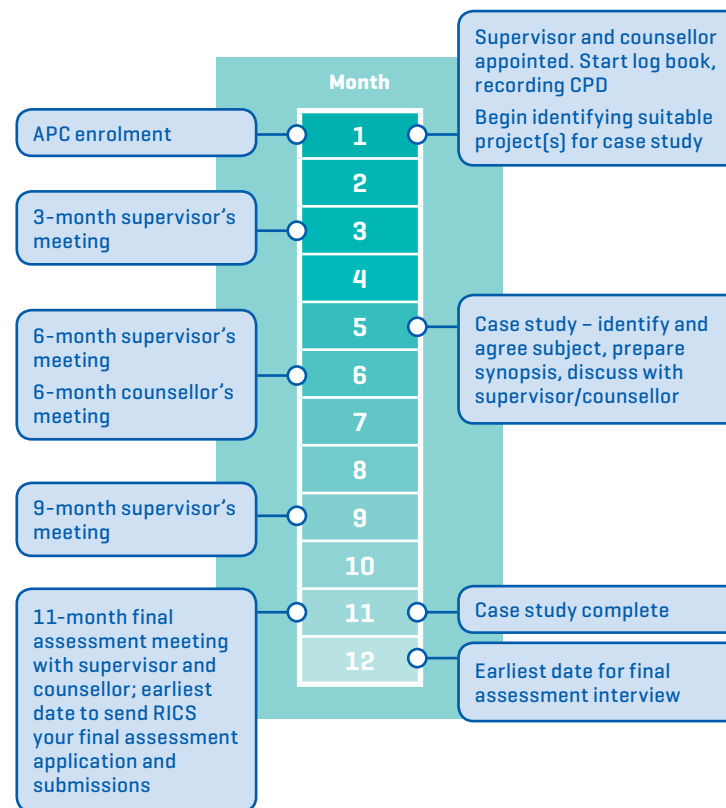 Supervisor and counsellor
appointed. Start log book,
recording CPD
Begin identifying suitable
project(s) for case study
Month
APC enrolment
1
2
3-month supervisor's
meeting
3
4
5
Case study – identify and
agree subject, prepare
synopsis, discuss with
supervisor/counsellor
6-month supervisor's
meeting
6-month counsellor's
meeting
6
7
8
9-month supervisor's
meeting
9
10
11-month final
assessment meeting
with supervisor and
counsellor; earliest
date to send RICS
your final assessment
application and
submissions
11
Case study complete
12
Earliest date for final
assessment interview